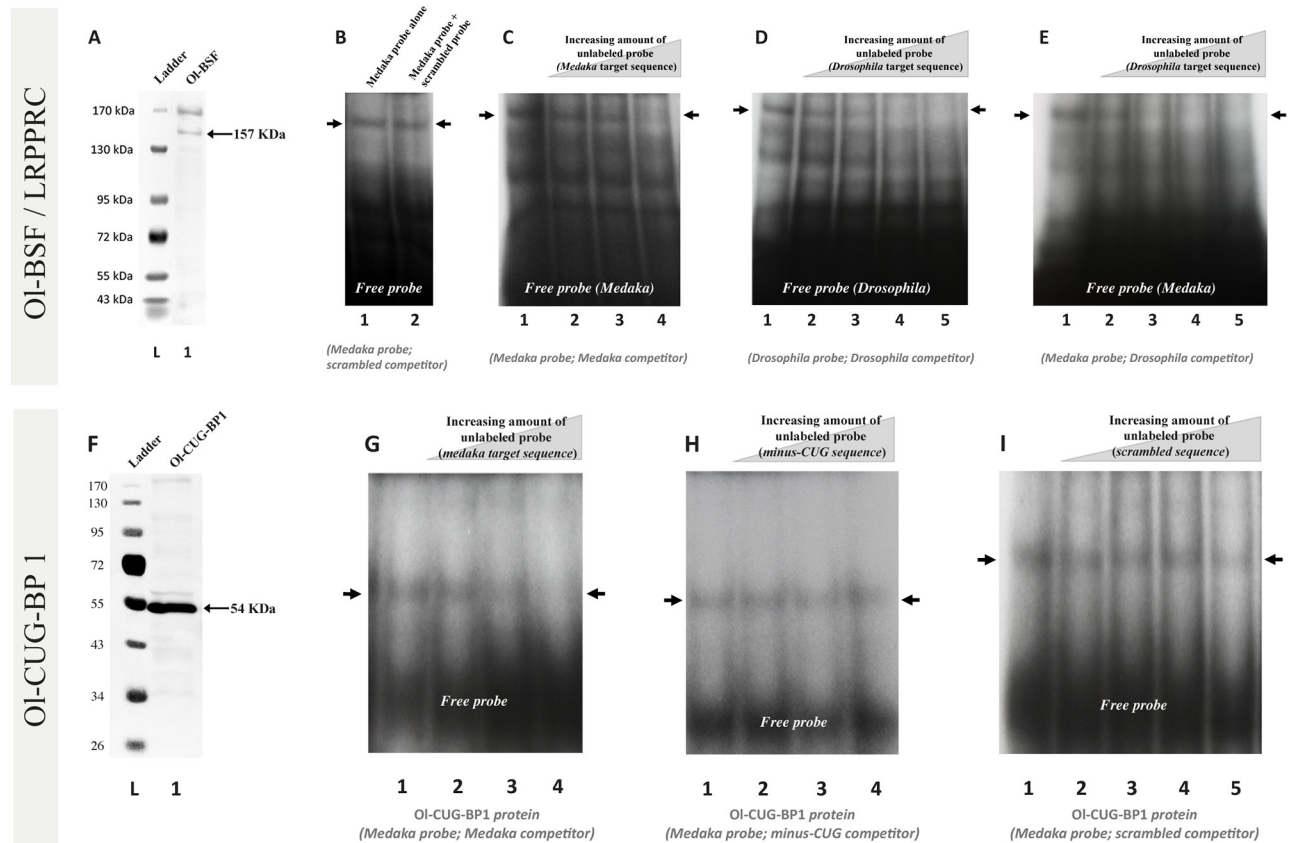 Ol-BSF / LRPPRC
A
Ladder
Ol-BSF
170 kDa
157 KDa
130 kDa
95 kDa
72 kDa
55 kDa
43 kDa
L 1
B
Medaka probe alone
Medaka probe +
scrambled probe
Free probe
1 2
(Medaka probe;
scrambled competitor)
C
Increasing amount of
unlabeled probe
(Medaka target sequence)
Free probe (Medaka)
1 2 3 4
(Medaka probe; Medaka competitor)
D
Increasing amount of
unlabeled probe
(Drosophila target sequence)
Free probe (Drosophila)
1 2 3 4 5
(Drosophila probe; Drosophila competitor)
E
Increasing amount of
unlabeled probe
(Drosophila target sequence)
Free probe (Medaka)
1 2 3 4 5
(Medaka probe; Drosophila competitor)
Ol-CUG-BP 1
F
Ladder
Ol-CUG-BP1
170
130
95
72
55
54 KDa
43
34
26
L 1
G
Increasing amount of
unlabeled probe
(medaka target sequence)
Free probe
1 2 3 4
Ol-CUG-BP1 protein
(Medaka probe; Medaka competitor)
H
Increasing amount of
unlabeled probe
(minus-CUG sequence)
Free probe
1 2 3 4
Ol-CUG-BP1 protein
(Medaka probe; minus-CUG competitor)
I
Increasing amount of
unlabeled probe
(scrambled sequence)
Free probe
1 2 3 4 5
Ol-CUG-BP1 protein
(Medaka probe; scrambled competitor)